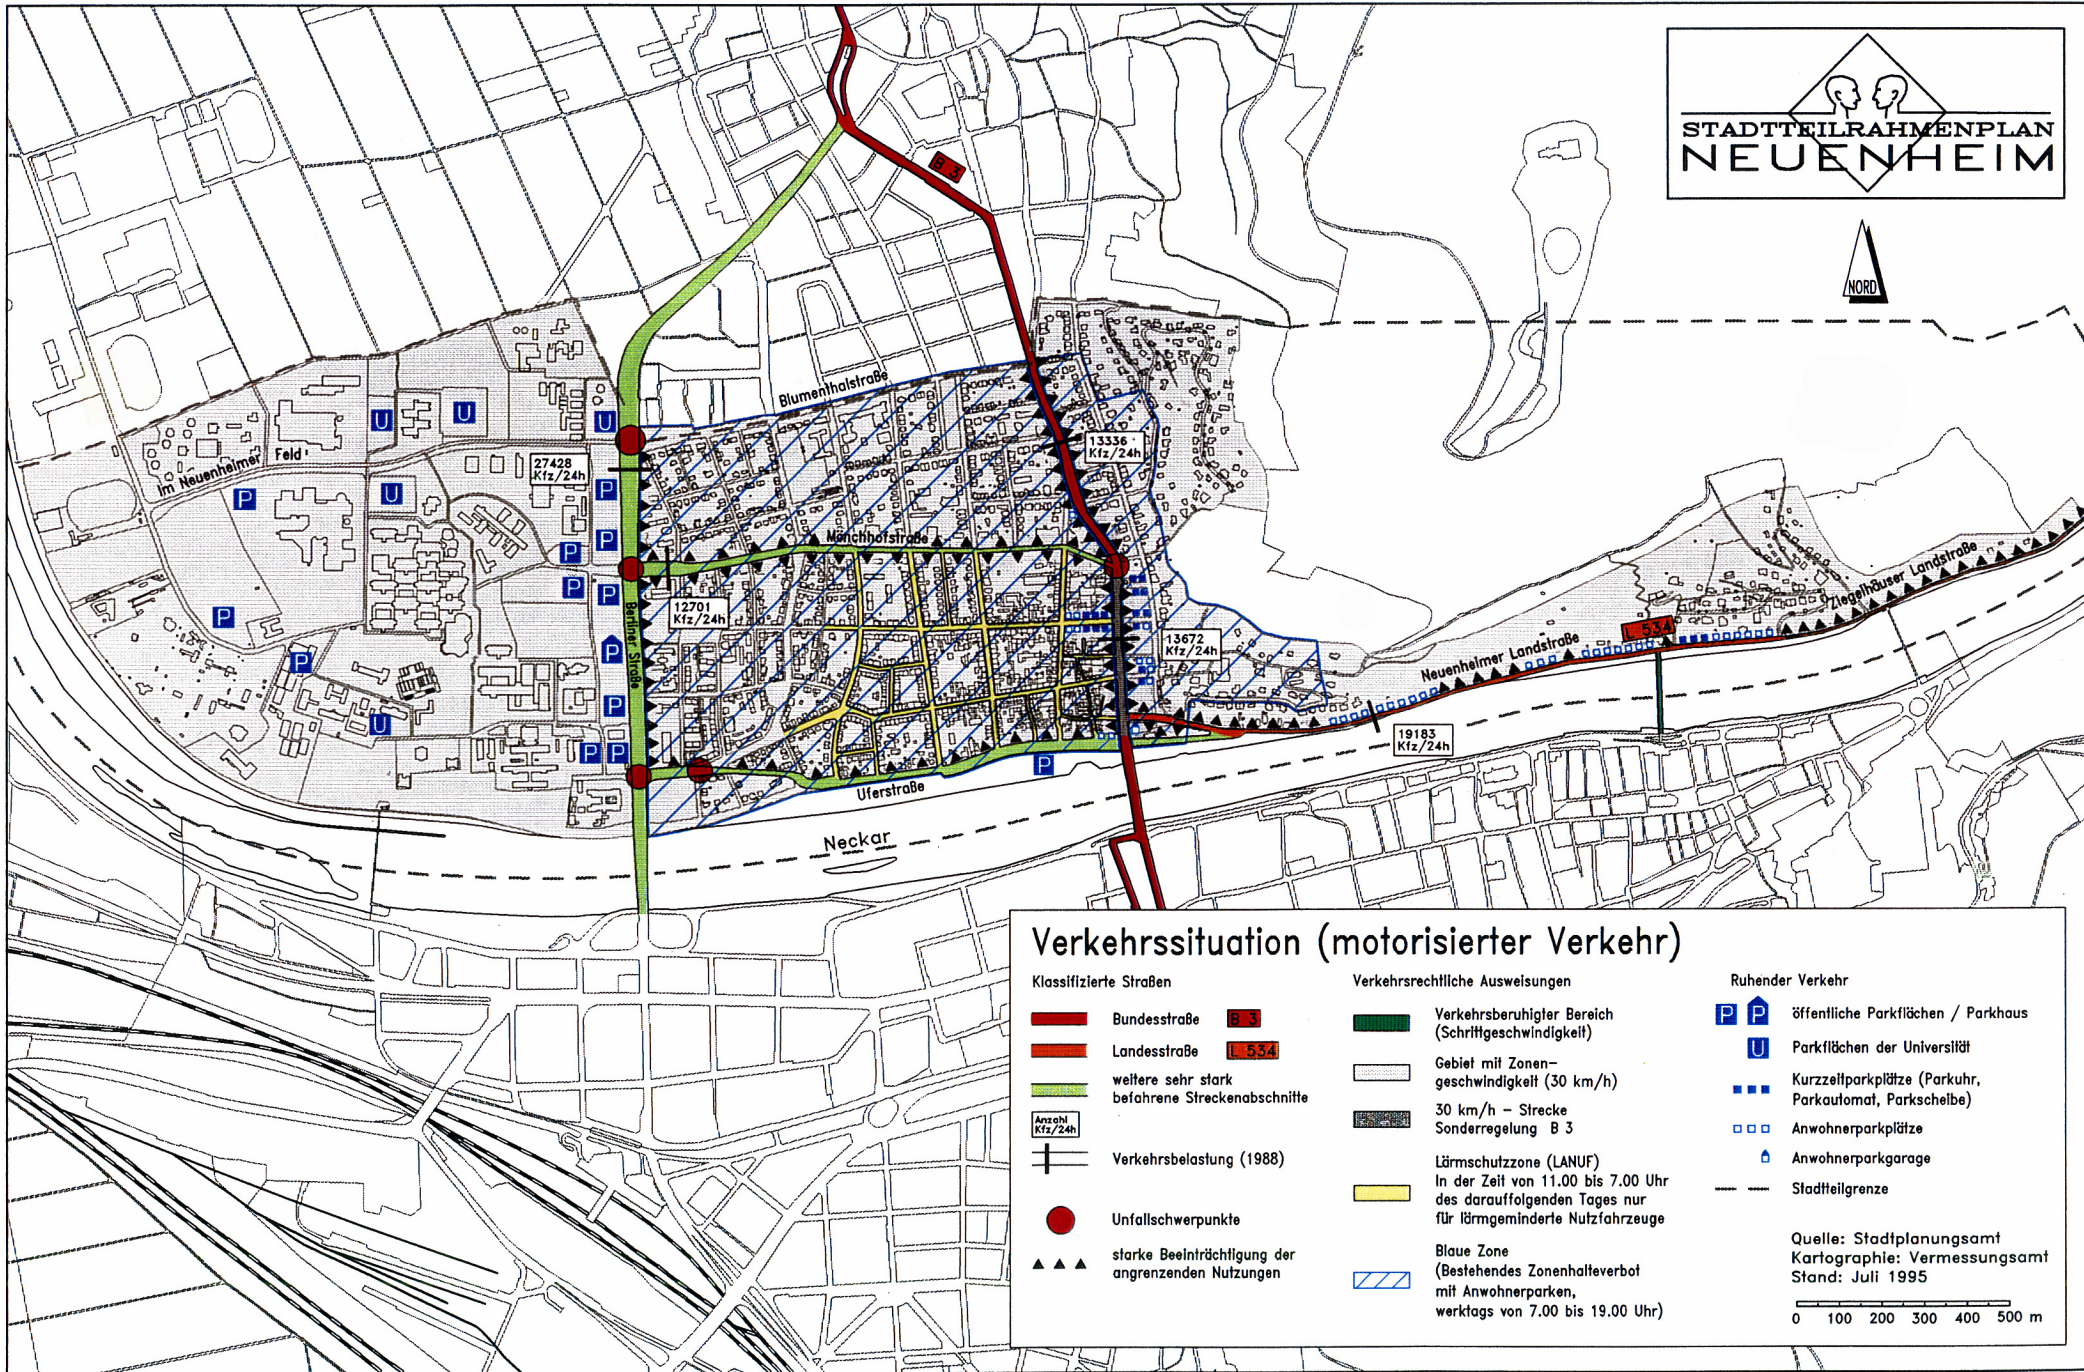 STADTTEILRAHMENPLAN
NEUENHEIM
NORD
B 3
Blumenthalstraße
Im Neuenheimer Feld
27428
Kfz/24h
13336
Kfz/24h
Mönchhofstraße
12701
Kfz/24h
Berliner Straße
13672
Kfz/24h
L 534
Ziegelhäuser Landstraße
Neuenheimer Landstraße
19183
Kfz/24h
Uferstraße
Neckar
U
U
U
U
U
P
P
P
P
P
P
P
P
P
P
P
P
P
P
Verkehrssituation (motorisierter Verkehr)
Klassifizierte Straßen
Bundesstraße B 3
Landesstraße L 534
weitere sehr stark
befahrene Streckenabschnitte
Anzahl
Kfz/24h
Verkehrsbelastung (1988)
Unfallschwerpunkte
starke Beeinträchtigung der
angrenzenden Nutzungen
Verkehrsrechtliche Ausweisungen
Verkehrsberuhigter Bereich
(Schrittgeschwindigkeit)
Gebiet mit Zonen-
geschwindigkeit (30 km/h)
30 km/h - Strecke
Sonderregelung B 3
Lärmschutzzone (LANUF)
In der Zeit von 11.00 bis 7.00 Uhr
des darauffolgenden Tages nur
für lärmgeminderte Nutzfahrzeuge
Blaue Zone
(Bestehendes Zonenhalteverbot
mit Anwohnerparken,
werktags von 7.00 bis 19.00 Uhr)
Ruhender Verkehr
P P öffentliche Parkflächen / Parkhaus
U Parkflächen der Universität
Kurzzeitparkplätze (Parkuhr,
Parkautomat, Parkscheibe)
Anwohnerparkplätze
Anwohnerparkgarage
Stadtteilgrenze
Quelle: Stadtplanungsamt
Kartographie: Vermessungsamt
Stand: Juli 1995
0 100 200 300 400 500 m